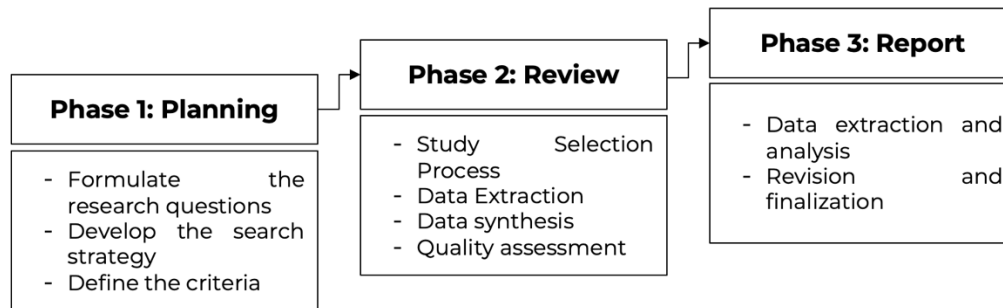 Phase 1: Planning
- Formulate the
research questions
- Develop the search
strategy
- Define the criteria
Phase 2: Review
- Study Selection
Process
- Data Extraction
- Data synthesis
- Quality assessment
Phase 3: Report
- Data extraction and
analysis
- Revision and
finalization